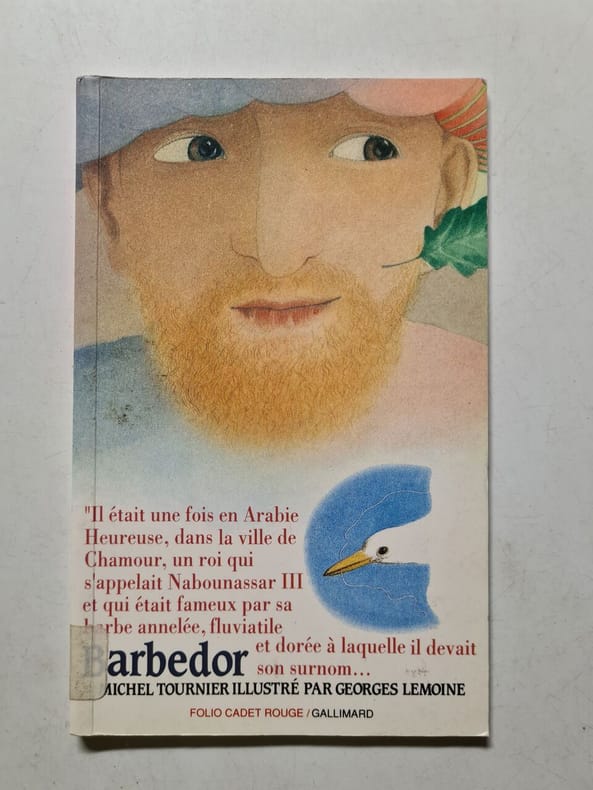 "Il était une fois en Arabie
Heureuse, dans la ville de
Chamour, un roi qui
s'appelait Nabounassar III
et qui était fameux par sa
barbe annelée, fluviatile
et dorée à laquelle il devait
son surnom...
Barbedor
MICHEL TOURNIER ILLUSTRÉ PAR GEORGES LEMOINE
FOLIO CADET ROUGE / GALLIMARD